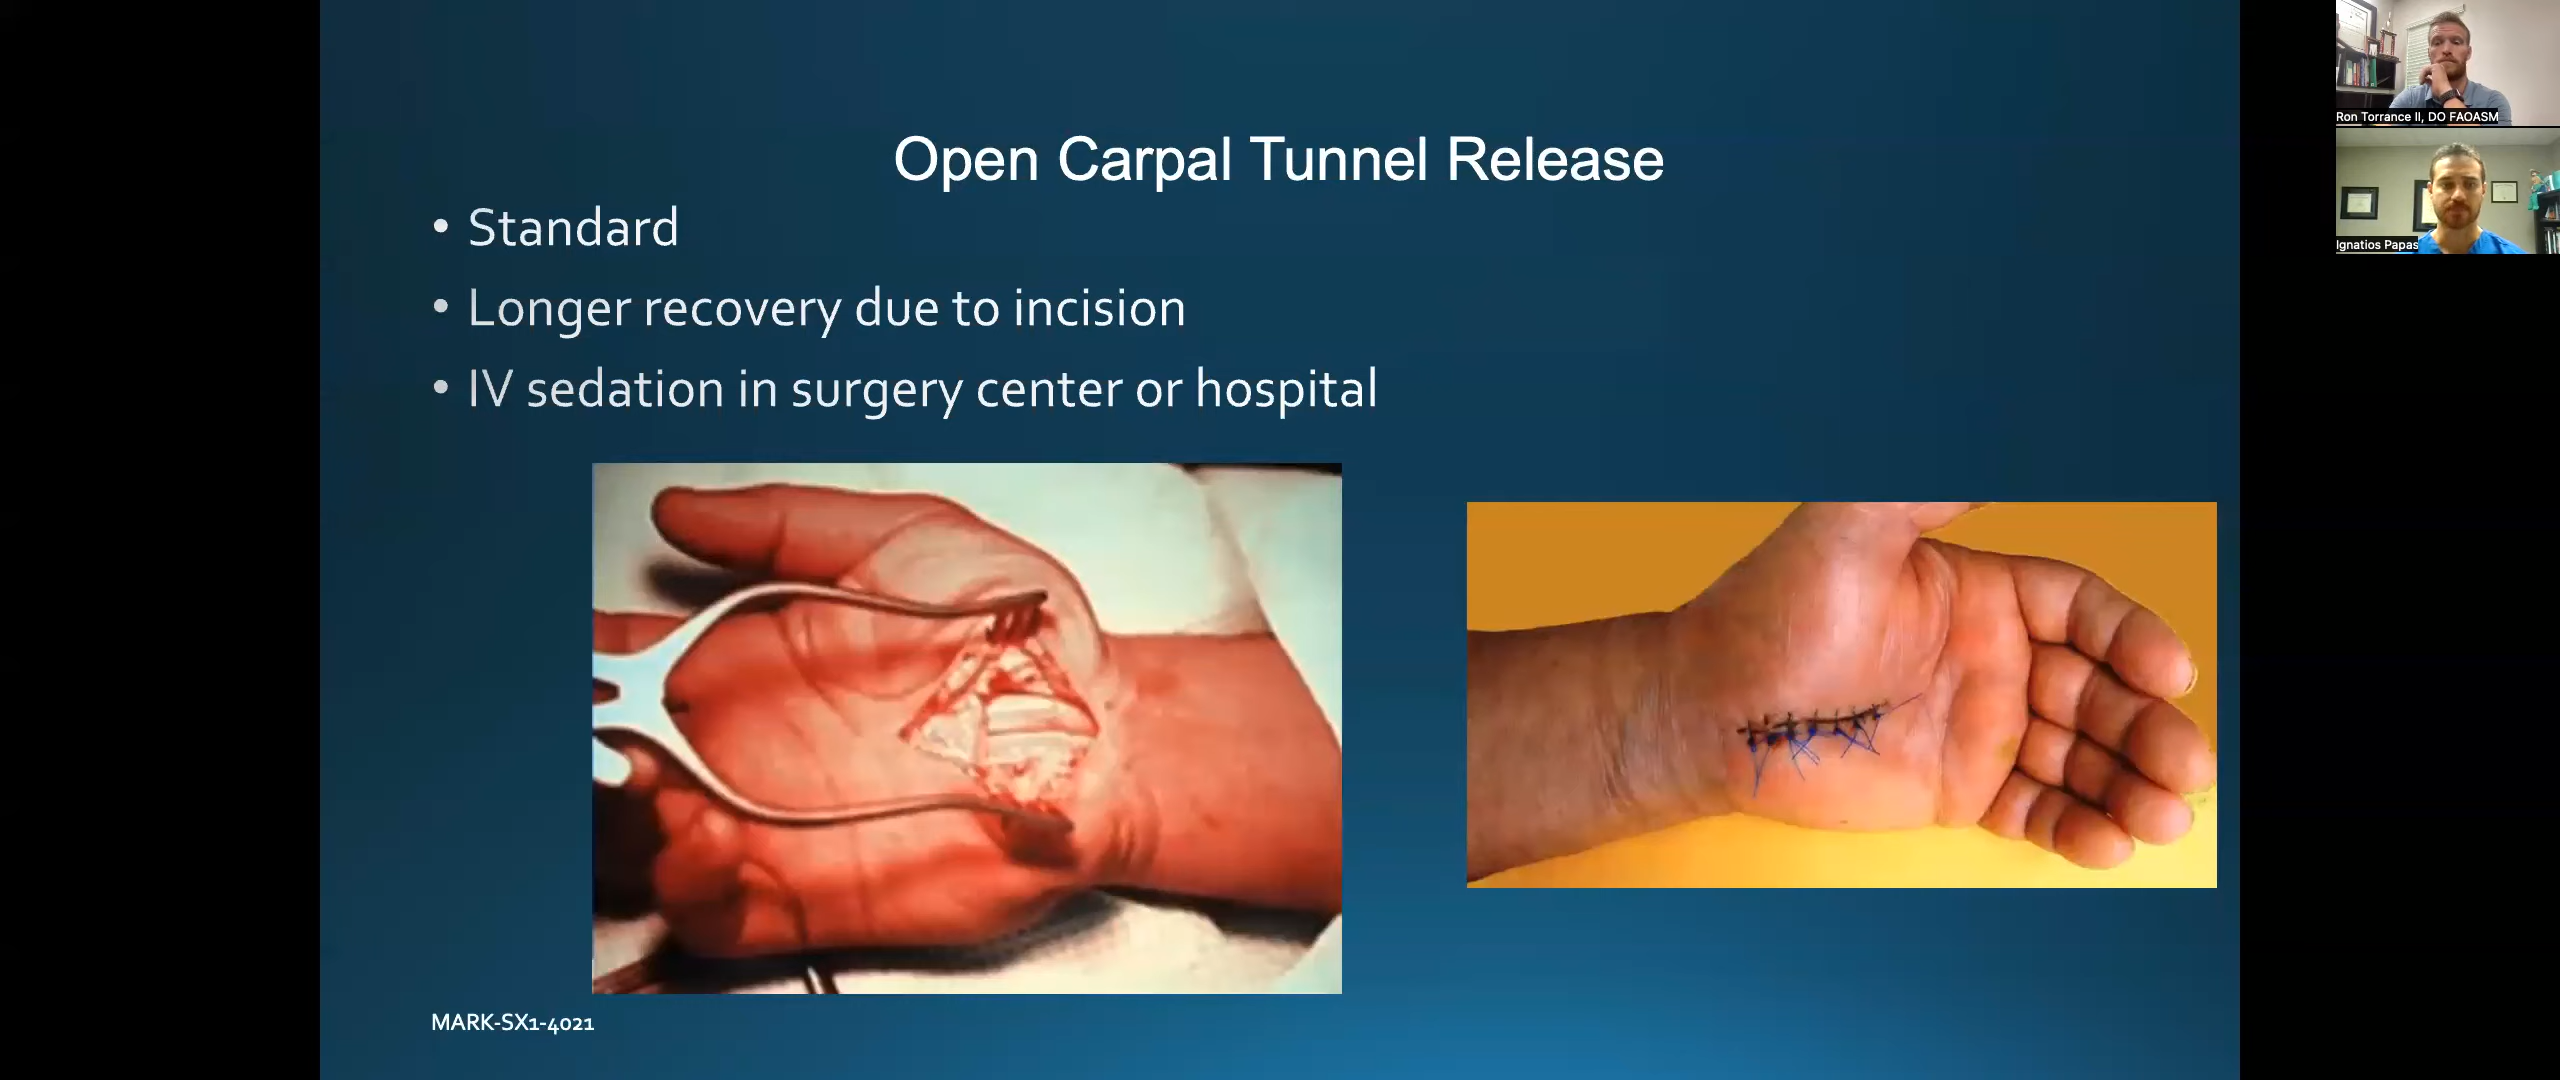 Open Carpal Tunnel Release
• Standard
• Longer recovery due to incision
• IV sedation in surgery center or hospital
MARK-SX1-4021
Ron Torrance II, DO FAOASM
Ignatios Papas